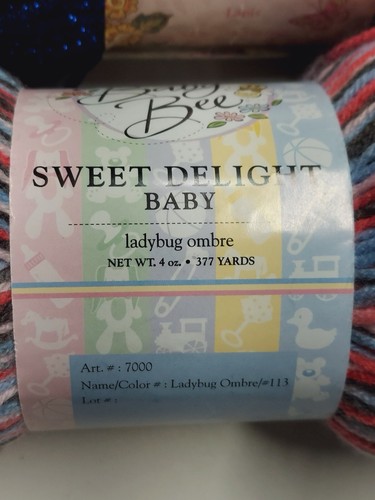 Baby
Bee
SWEET DELIGHT
BABY
ladybug ombre
NET WT. 4 oz. • 377 YARDS
Art. # : 7000
Name/Color # : Ladybug Ombre/#113
Lot # :